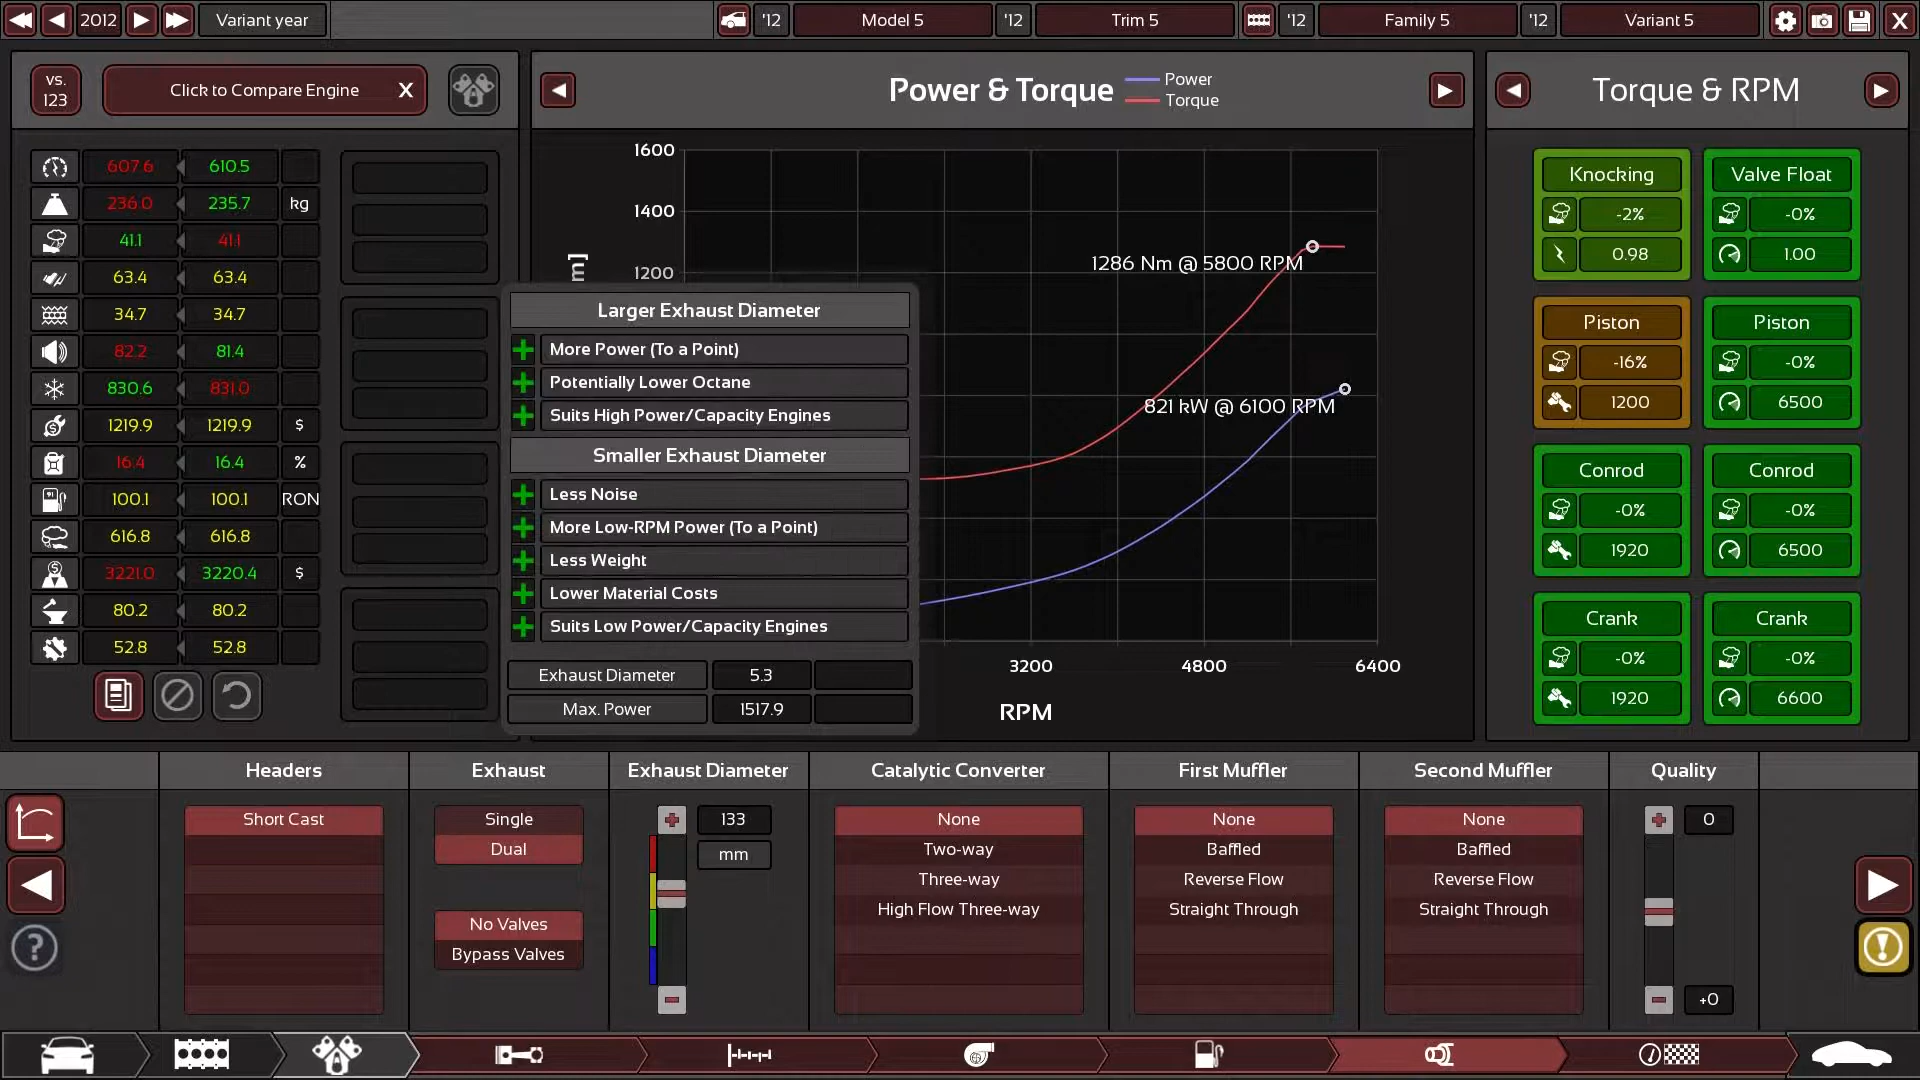 2012
Variant year
'12
Model 5
'12
Trim 5
'12
Family 5
'12
Variant 5
X
vs.
123
Click to Compare Engine X
607.6 610.5
236.0 235.7 kg
41.1 41.1
63.4 63.4
34.7 34.7
82.2 81.4
830.6 831.0
1219.9 1219.9 $
16.4 16.4 %
100.1 100.1 RON
616.8 616.8
3221.0 3220.4 $
80.2 80.2
52.8 52.8
Power & Torque
Power
Torque
1600
1400
1200
m]
1286 Nm @ 5800 RPM
821 kW @ 6100 RPM
3200 4800 6400
RPM
Larger Exhaust Diameter
More Power (To a Point)
Potentially Lower Octane
Suits High Power/Capacity Engines
Smaller Exhaust Diameter
Less Noise
More Low-RPM Power (To a Point)
Less Weight
Lower Material Costs
Suits Low Power/Capacity Engines
Exhaust Diameter 5.3
Max. Power 1517.9
Torque & RPM
Knocking
-2%
0.98
Valve Float
-0%
1.00
Piston
-16%
1200
Piston
-0%
6500
Conrod
-0%
1920
Conrod
-0%
6500
Crank
-0%
1920
Crank
-0%
6600
Headers
Short Cast
Exhaust
Single
Dual
No Valves
Bypass Valves
Exhaust Diameter
133
mm
Catalytic Converter
None
Two-way
Three-way
High Flow Three-way
First Muffler
None
Baffled
Reverse Flow
Straight Through
Second Muffler
None
Baffled
Reverse Flow
Straight Through
Quality
0
+0